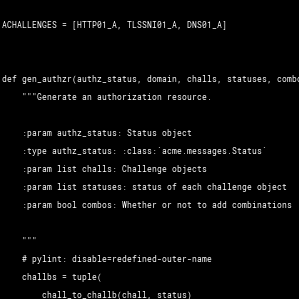 ACHALLENGES = [HTTP01_A, TLSSNI01_A, DNS01_A]
def gen_authzr(authz_status, domain, challs, statuses, combo
"""Generate an authorization resource.
:param authz_status: Status object
:type authz_status: :class:`acme.messages.Status`
:param list challs: Challenge objects
:param list statuses: status of each challenge object
:param bool combos: Whether or not to add combinations
"""
# pylint: disable=redefined-outer-name
challbs = tuple(
chall_to_challb(chall, status)